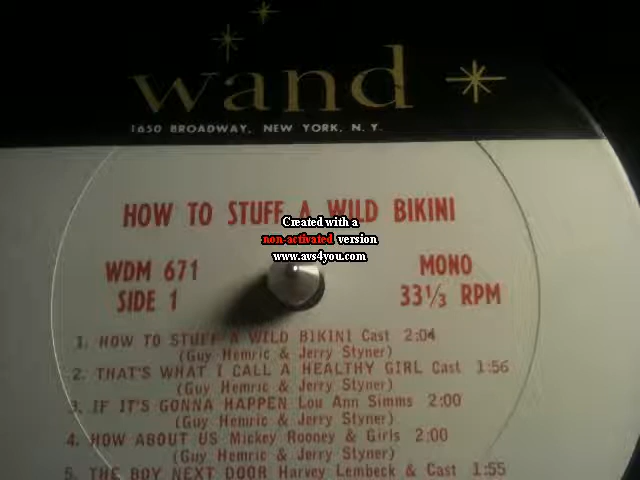 wand
1650 BROADWAY, NEW YORK, N.Y.
HOW TO STUFF A WILD BIKINI
Created with a
non-activated version
www.avs4you.com
WDM 671
SIDE 1
MONO
33⅓ RPM
1. HOW TO STUFF A WILD BIKINI Cast 2:04
(Guy Hemric & Jerry Styner)
2. THAT'S WHAT I CALL A HEALTHY GIRL Cast 1:56
(Guy Hemric & Jerry Styner)
3. IF IT'S GONNA HAPPEN Lou Ann Simms 2:00
(Guy Hemric & Jerry Styner)
4. HOW ABOUT US Mickey Rooney & Girls 2:00
(Guy Hemric & Jerry Styner)
5. THE BOY NEXT DOOR Harvey Lembeck & Cast 1:55